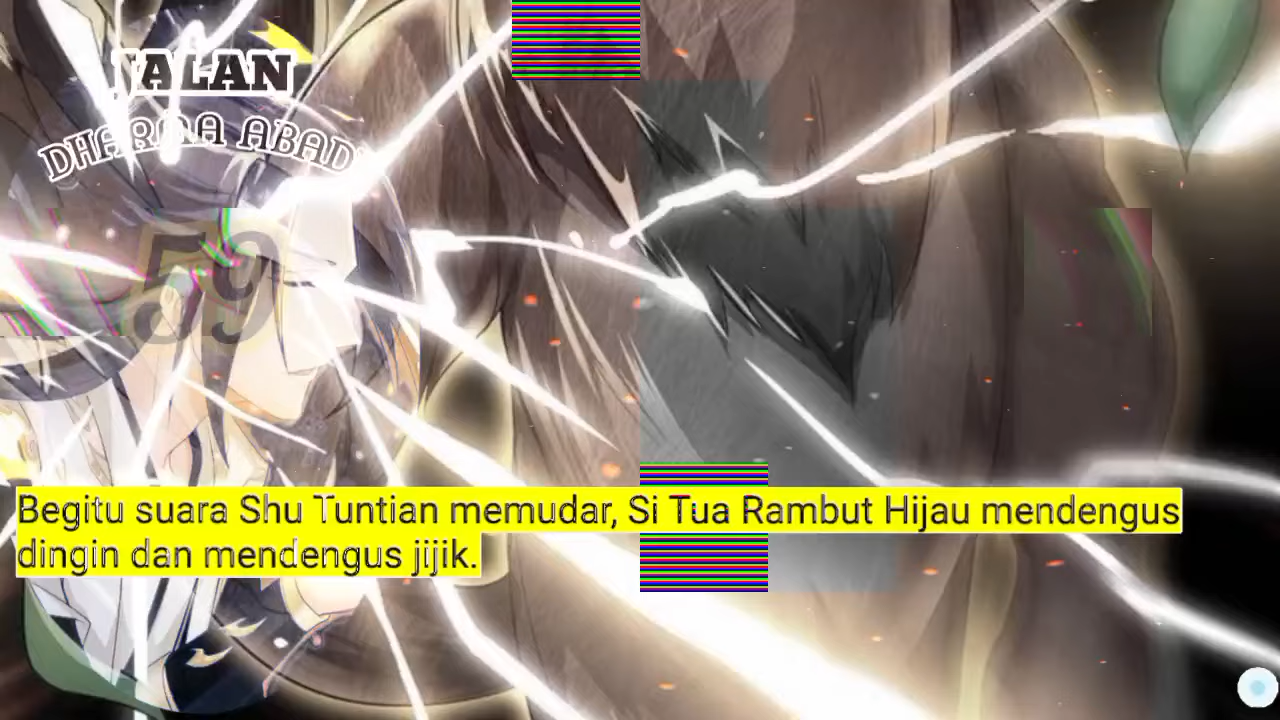 JALAN
DHARMA ABADI
59
Begitu suara Shu Tuntian memudar, Si Tua Rambut Hijau mendengus
dingin dan mendengus jijik.